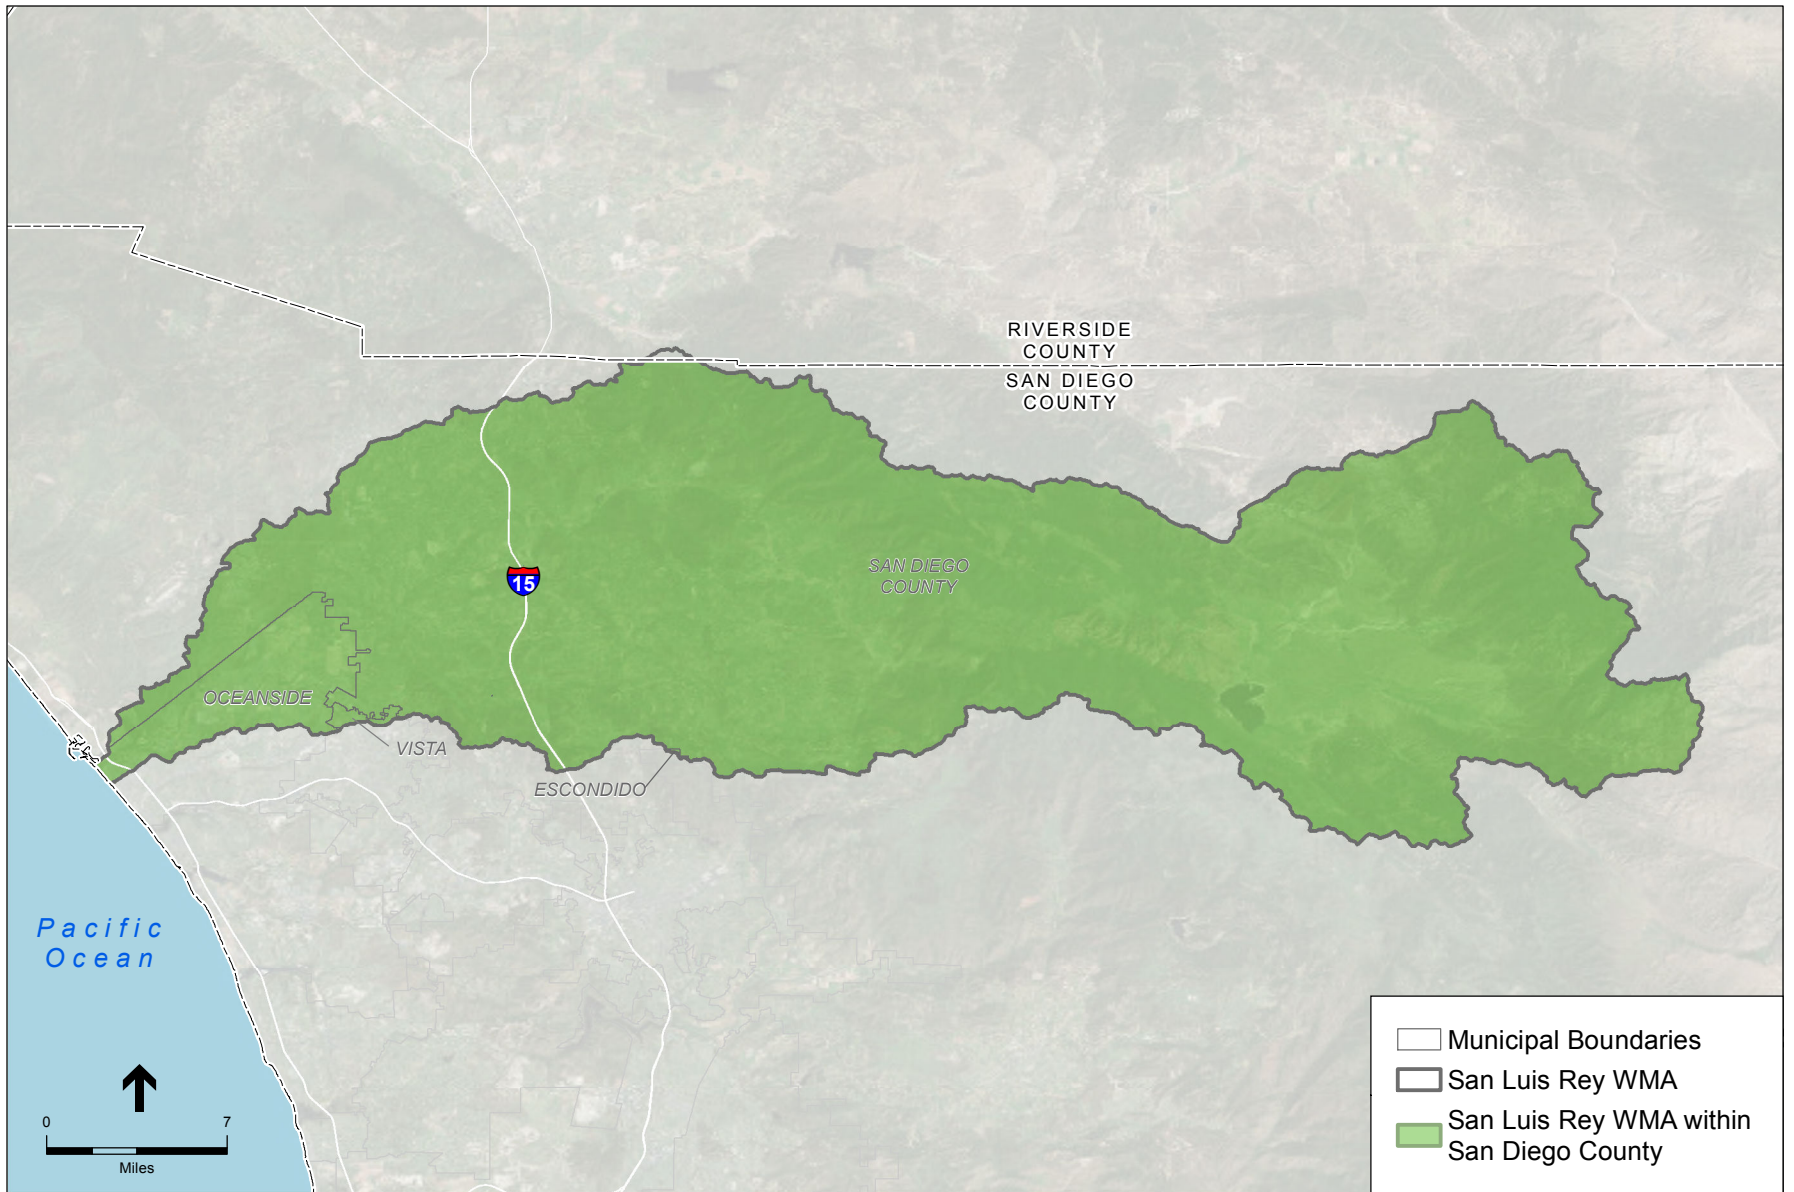 RIVERSIDE
COUNTY
SAN DIEGO
COUNTY
SAN DIEGO
COUNTY
15
OCEANSIDE
VISTA
ESCONDIDO
Pacific
Ocean
0 7
Miles
Municipal Boundaries
San Luis Rey WMA
San Luis Rey WMA within
San Diego County